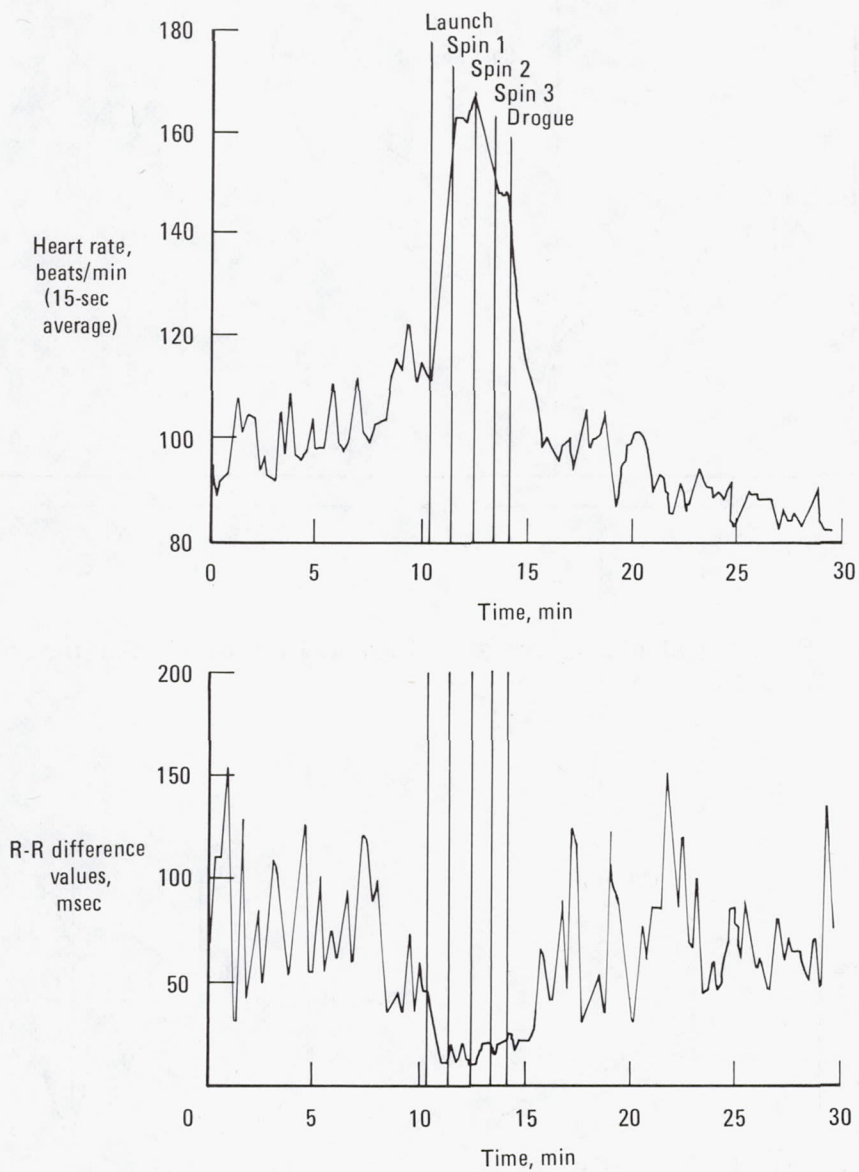 180
160
140
120
100
80
Heart rate,
beats/min
(15-sec
average)
Launch
Spin 1
Spin 2
Spin 3
Drogue
0 5 10 15 20 25 30
Time, min
200
150
100
50
R-R difference
values,
msec
0 5 10 15 20 25 30
Time, min